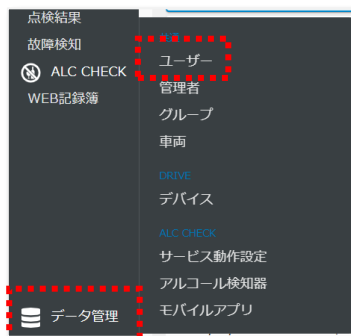 点検結果
故障検知
ALC CHECK
WEB記録簿
データ管理
共通
ユーザー
管理者
グループ
車両
DRIVE
デバイス
ALC CHECK
サービス動作設定
アルコール検知器
モバイルアプリ